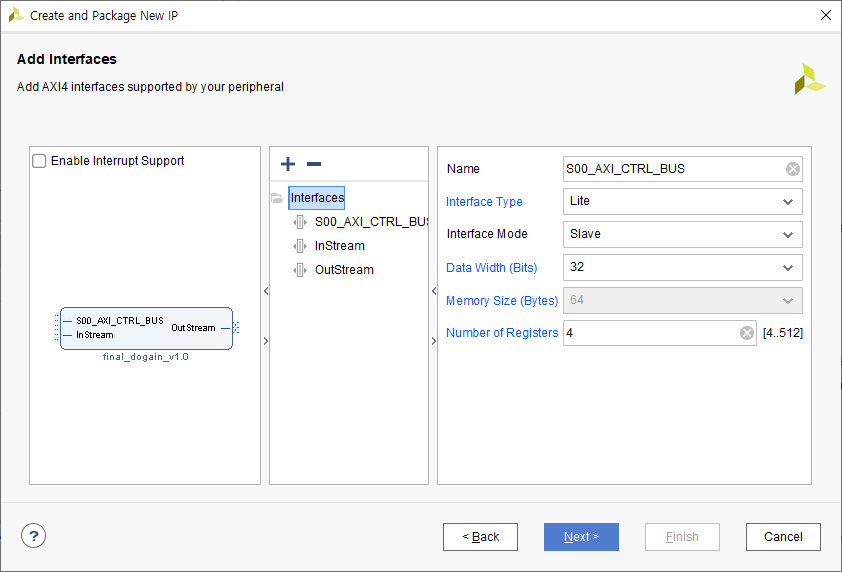 Create and Package New IP
Add Interfaces
Add AXI4 interfaces supported by your peripheral
Enable Interrupt Support
S00_AXI_CTRL_BUS
InStream
OutStream
final_dogain_v1.0
Interfaces
S00_AXI_CTRL_BUS
InStream
OutStream
Name S00_AXI_CTRL_BUS
Interface Type Lite
Interface Mode Slave
Data Width (Bits) 32
Memory Size (Bytes) 64
Number of Registers 4 [4..512]
? < Back Next > Finish Cancel